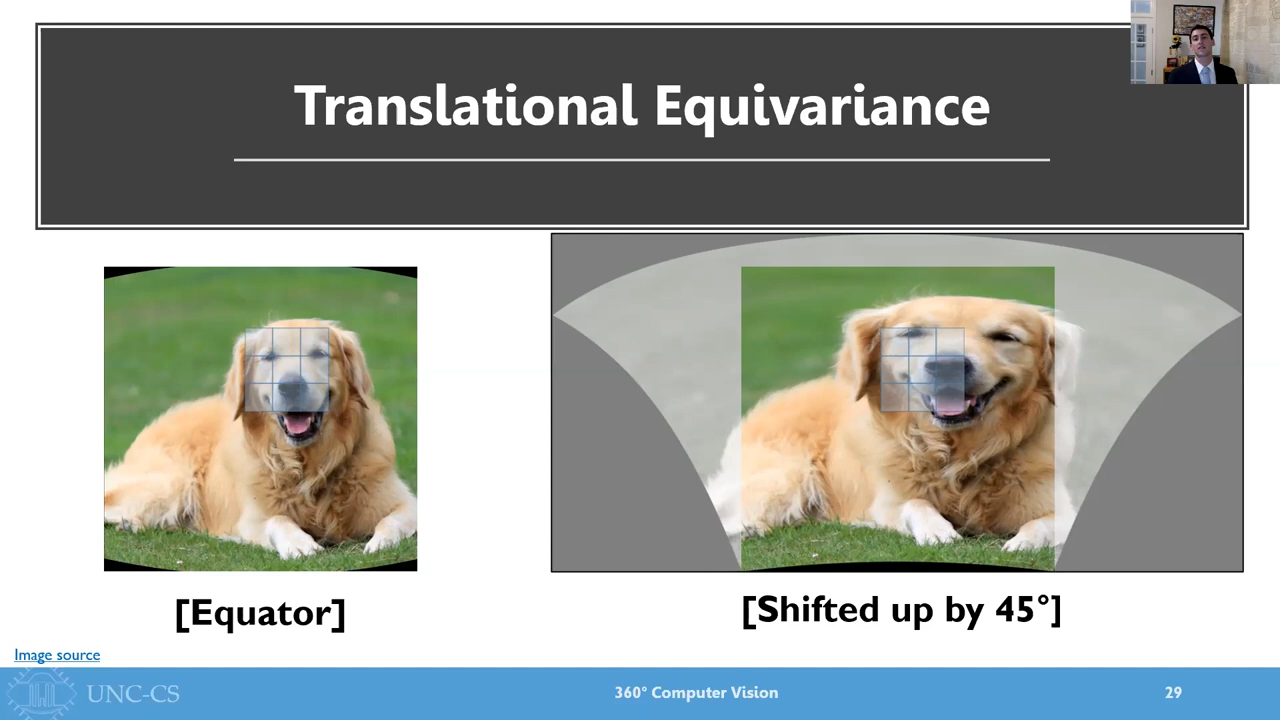 Translational Equivariance
[Equator]
[Shifted up by 45°]
Image source
UNC-CS
360° Computer Vision
29